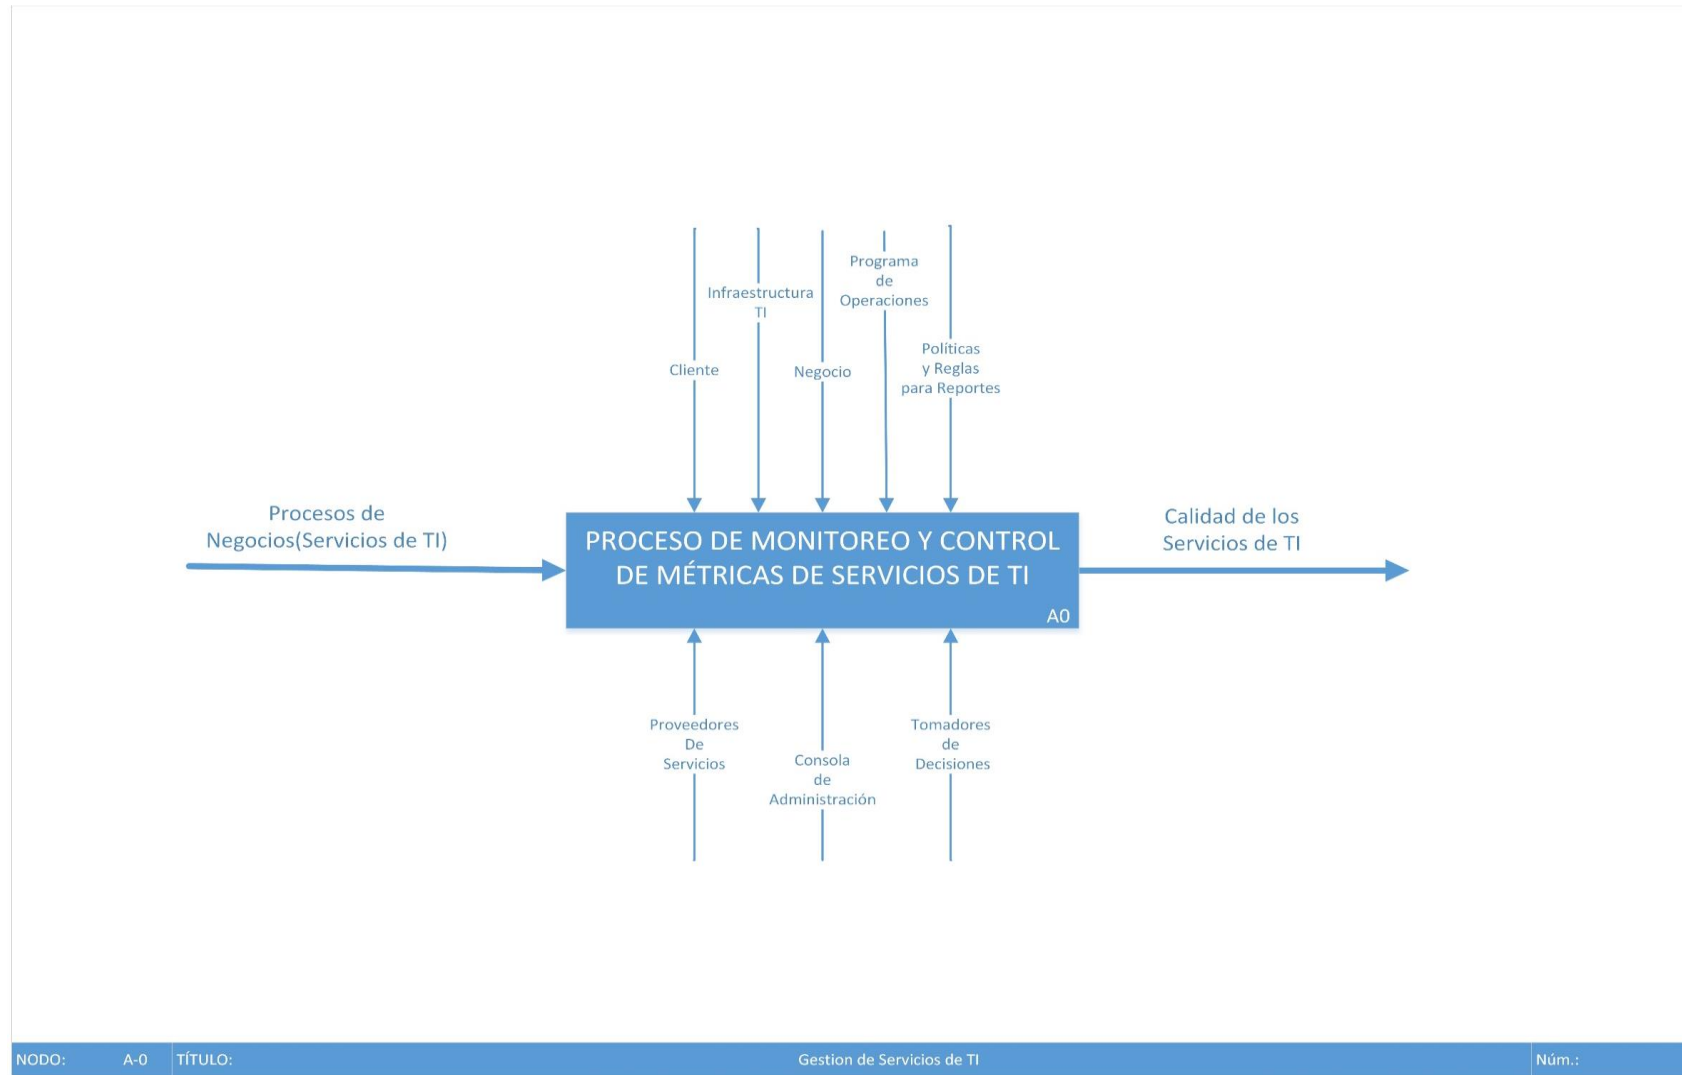 Programa
de
Operaciones
Infraestructura
TI
Políticas
y Reglas
para Reportes
Cliente
Negocio
Procesos de
Negocios(Servicios de TI)
PROCESO DE MONITOREO Y CONTROL
DE MÉTRICAS DE SERVICIOS DE TI
A0
Calidad de los
Servicios de TI
Proveedores
De
Servicios
Consola
de
Administración
Tomadores
de
Decisiones
NODO: A-0 TÍTULO: Gestion de Servicios de TI Núm.: